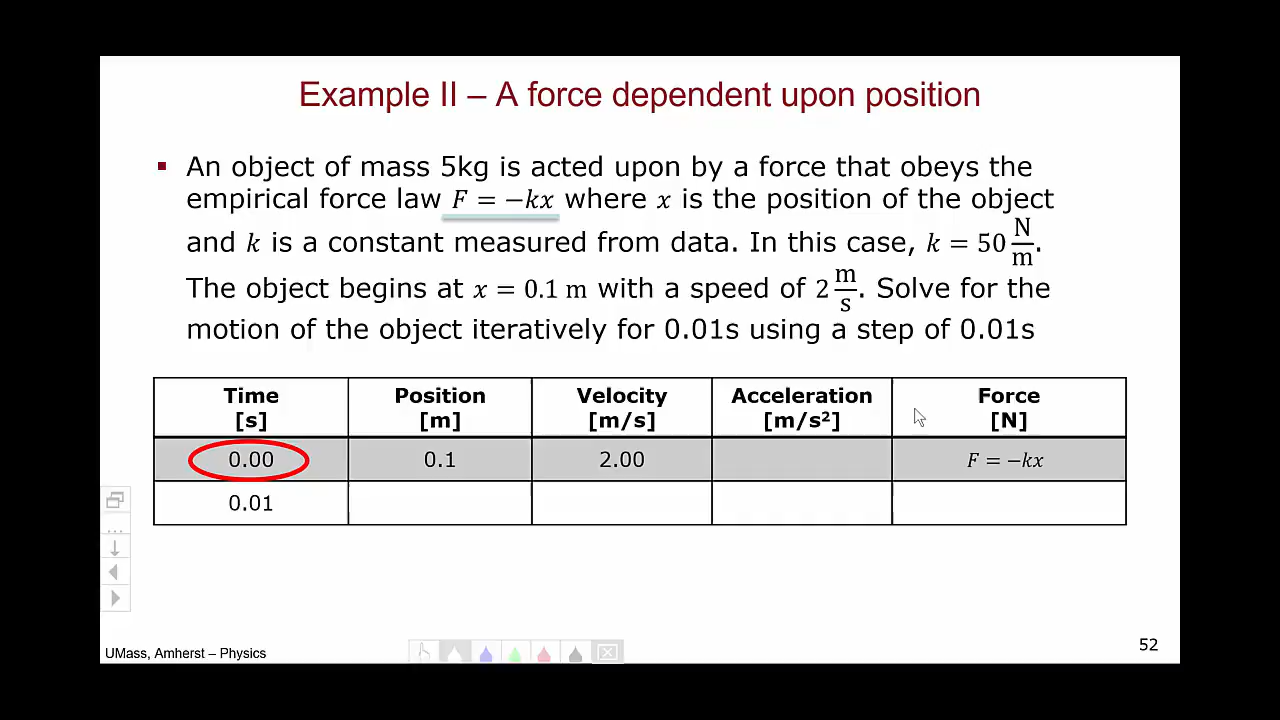 Example II – A force dependent upon position
▪ An object of mass 5kg is acted upon by a force that obeys the
empirical force law F = −kx where x is the position of the object
and k is a constant measured from data. In this case, k = 50 N/m.
The object begins at x = 0.1 m with a speed of 2 m/s. Solve for the
motion of the object iteratively for 0.01s using a step of 0.01s
Time [s] Position [m] Velocity [m/s] Acceleration [m/s²] Force [N]
0.00 0.1 2.00 F = −kx
0.01
UMass, Amherst – Physics
52